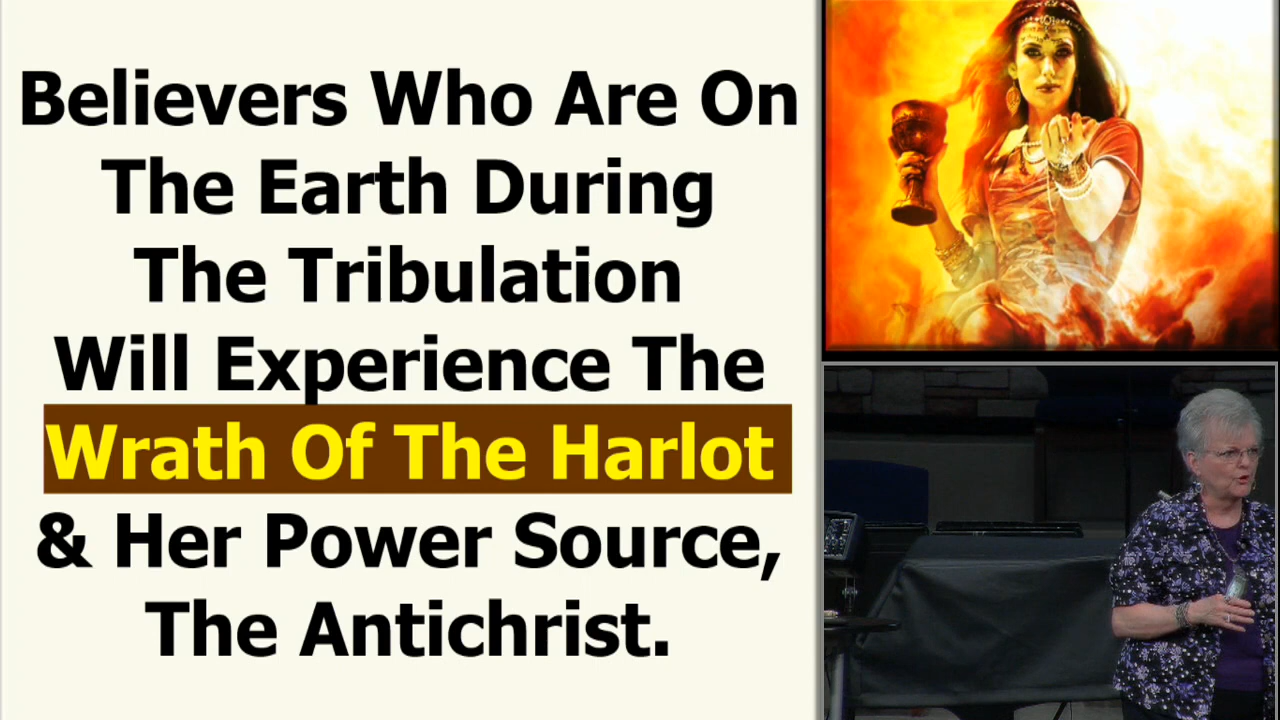 Believers Who Are On
The Earth During
The Tribulation
Will Experience The
Wrath Of The Harlot
& Her Power Source,
The Antichrist.